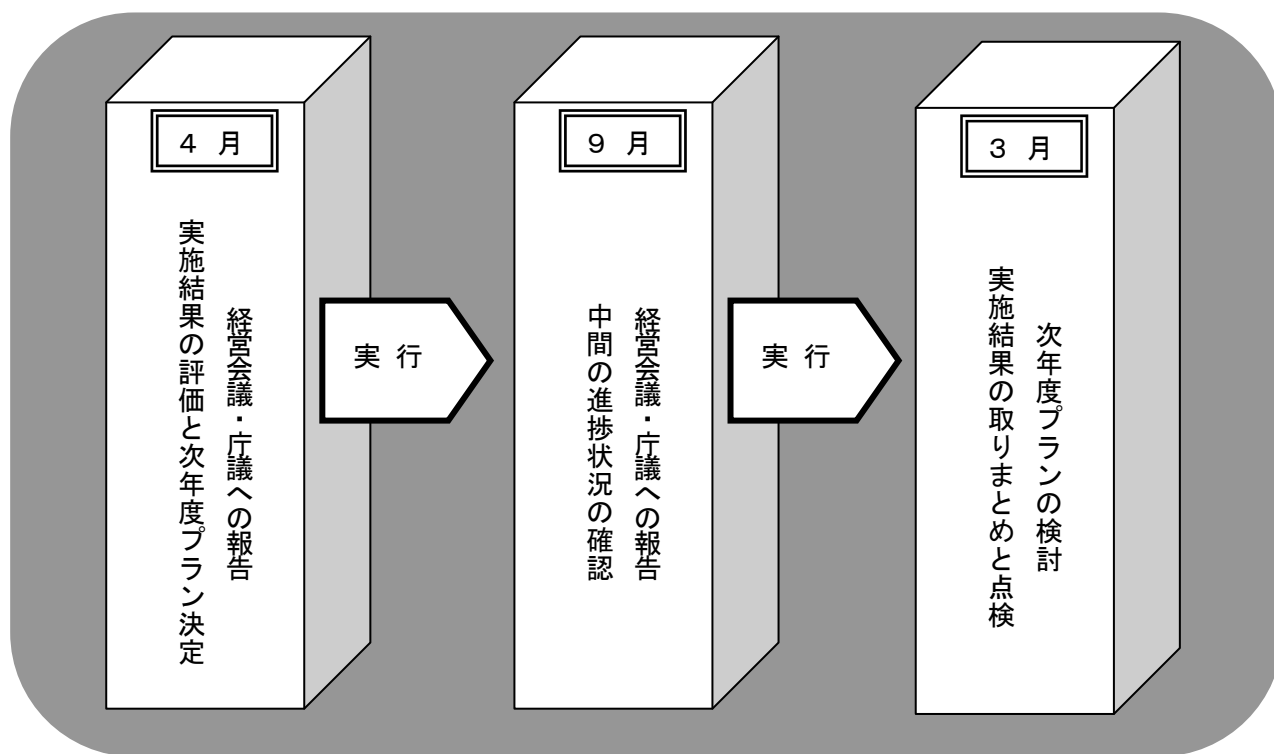 ４月
経営会議・庁議への報告
実施結果の評価と次年度プラン決定
実行
９月
経営会議・庁議への報告
中間の進捗状況の確認
実行
３月
次年度プランの検討
実施結果の取りまとめと点検